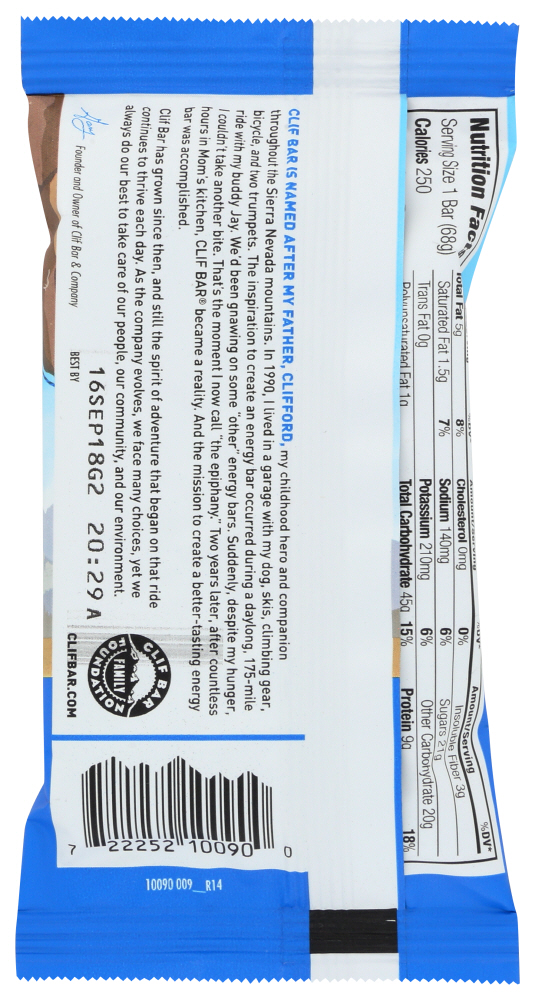 Nutrition Fact
Serving Size 1 Bar (68g)
Calories 250
Total Fat 5g 8%
Saturated Fat 1.5g 7%
Trans Fat 0g
Polyunsaturated Fat 1g
Amount/Serving %DV*
Cholesterol 0mg 0%
Sodium 140mg 6%
Potassium 210mg 6%
Total Carbohydrate 45g 15%
Amount/Serving %DV*
Insoluble Fiber 3g
Sugars 21g
Other Carbohydrate 20g
Protein 9g 18%
CLIF BAR IS NAMED AFTER MY FATHER, CLIFFORD, my childhood hero and companion
throughout the Sierra Nevada mountains. In 1990, I lived in a garage with my dog, skis, climbing gear,
bicycle, and two trumpets. The inspiration to create an energy bar occurred during a daylong, 175-mile
ride with my buddy Jay. We'd been gnawing on some "other" energy bars. Suddenly, despite my hunger,
I couldn't take another bite. That's the moment I now call "the epiphany." Two years later, after countless
hours in Mom's kitchen, CLIF BAR® became a reality. And the mission to create a better-tasting energy
bar was accomplished.
Clif Bar has grown since then, and still the spirit of adventure that began on that ride
continues to thrive each day. As the company evolves, we face many choices, yet we
always do our best to take care of our people, our community, and our environment.
Gary Founder and Owner of Clif Bar & Company
BEST BY
16SEP18G2 20:29 A
CLIF BAR
FAMILY
FOUNDATION
CLIFBAR.COM
7 22252 10090 0
10090 009__R14